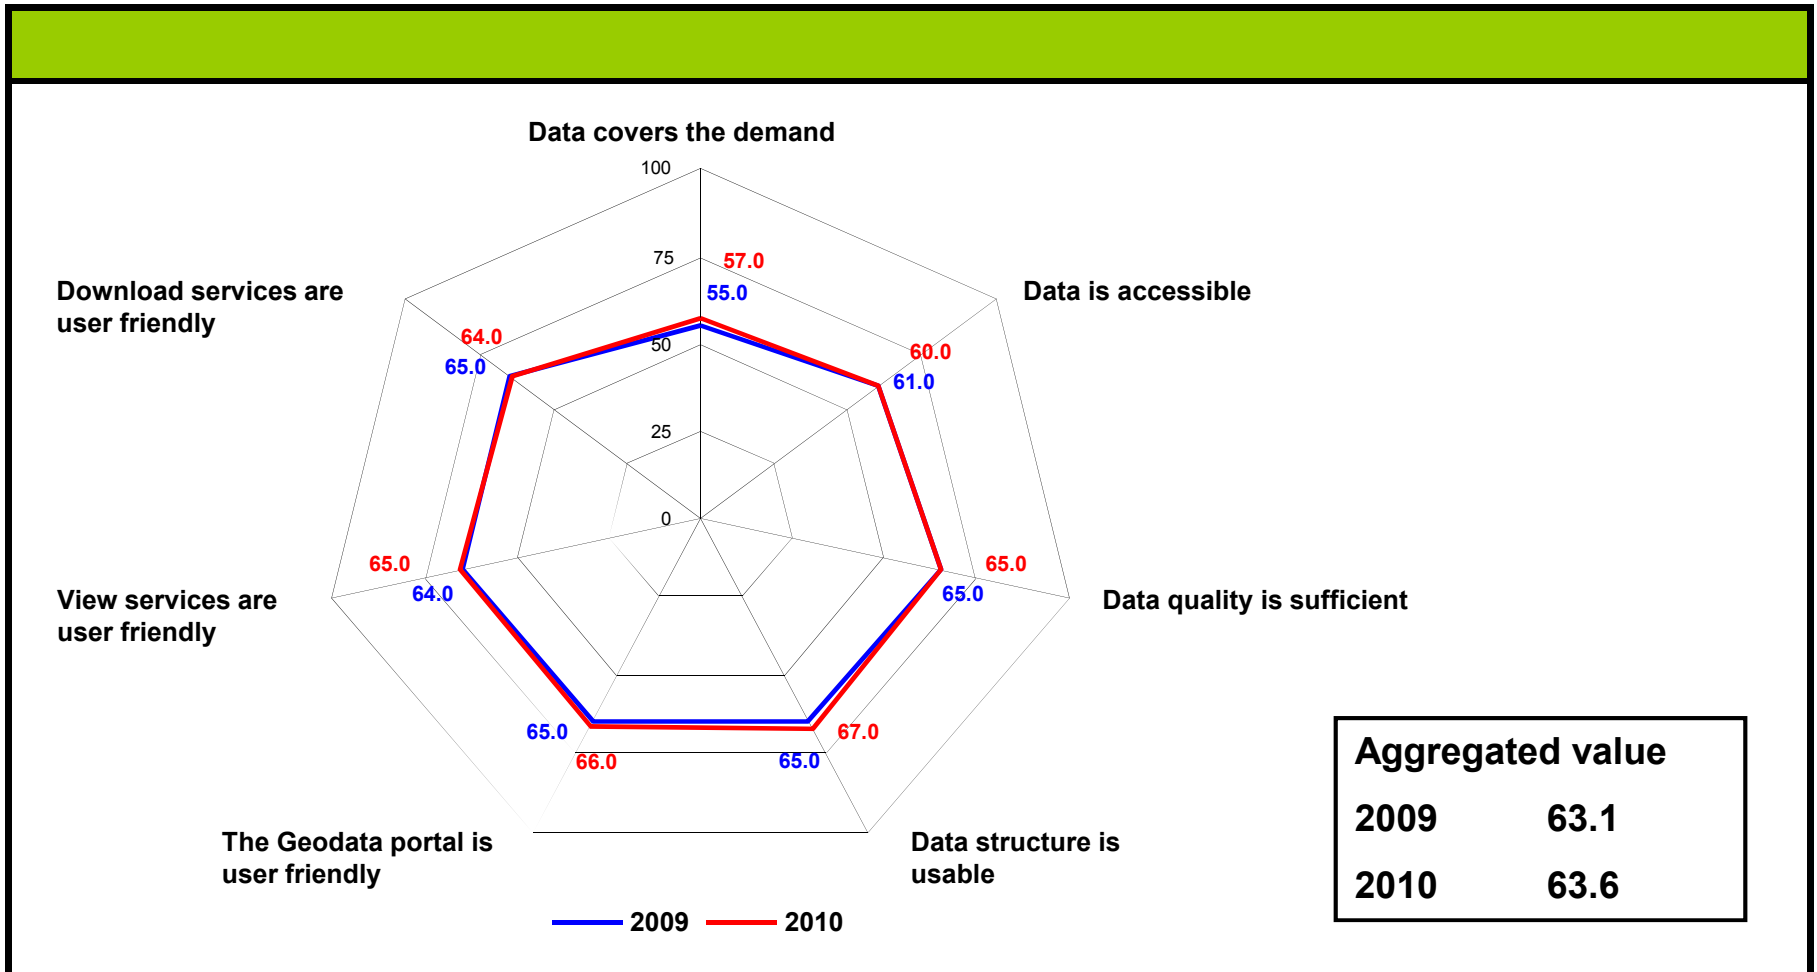 Data covers the demand
100
75
57.0
55.0
Download services are
user friendly
Data is accessible
64.0
65.0
50
60.0
61.0
25
0
View services are
user friendly
65.0
64.0
65.0
65.0
Data quality is sufficient
65.0
66.0
67.0
65.0
The Geodata portal is
user friendly
Data structure is
usable
2009
2010
Aggregated value
2009 63.1
2010 63.6